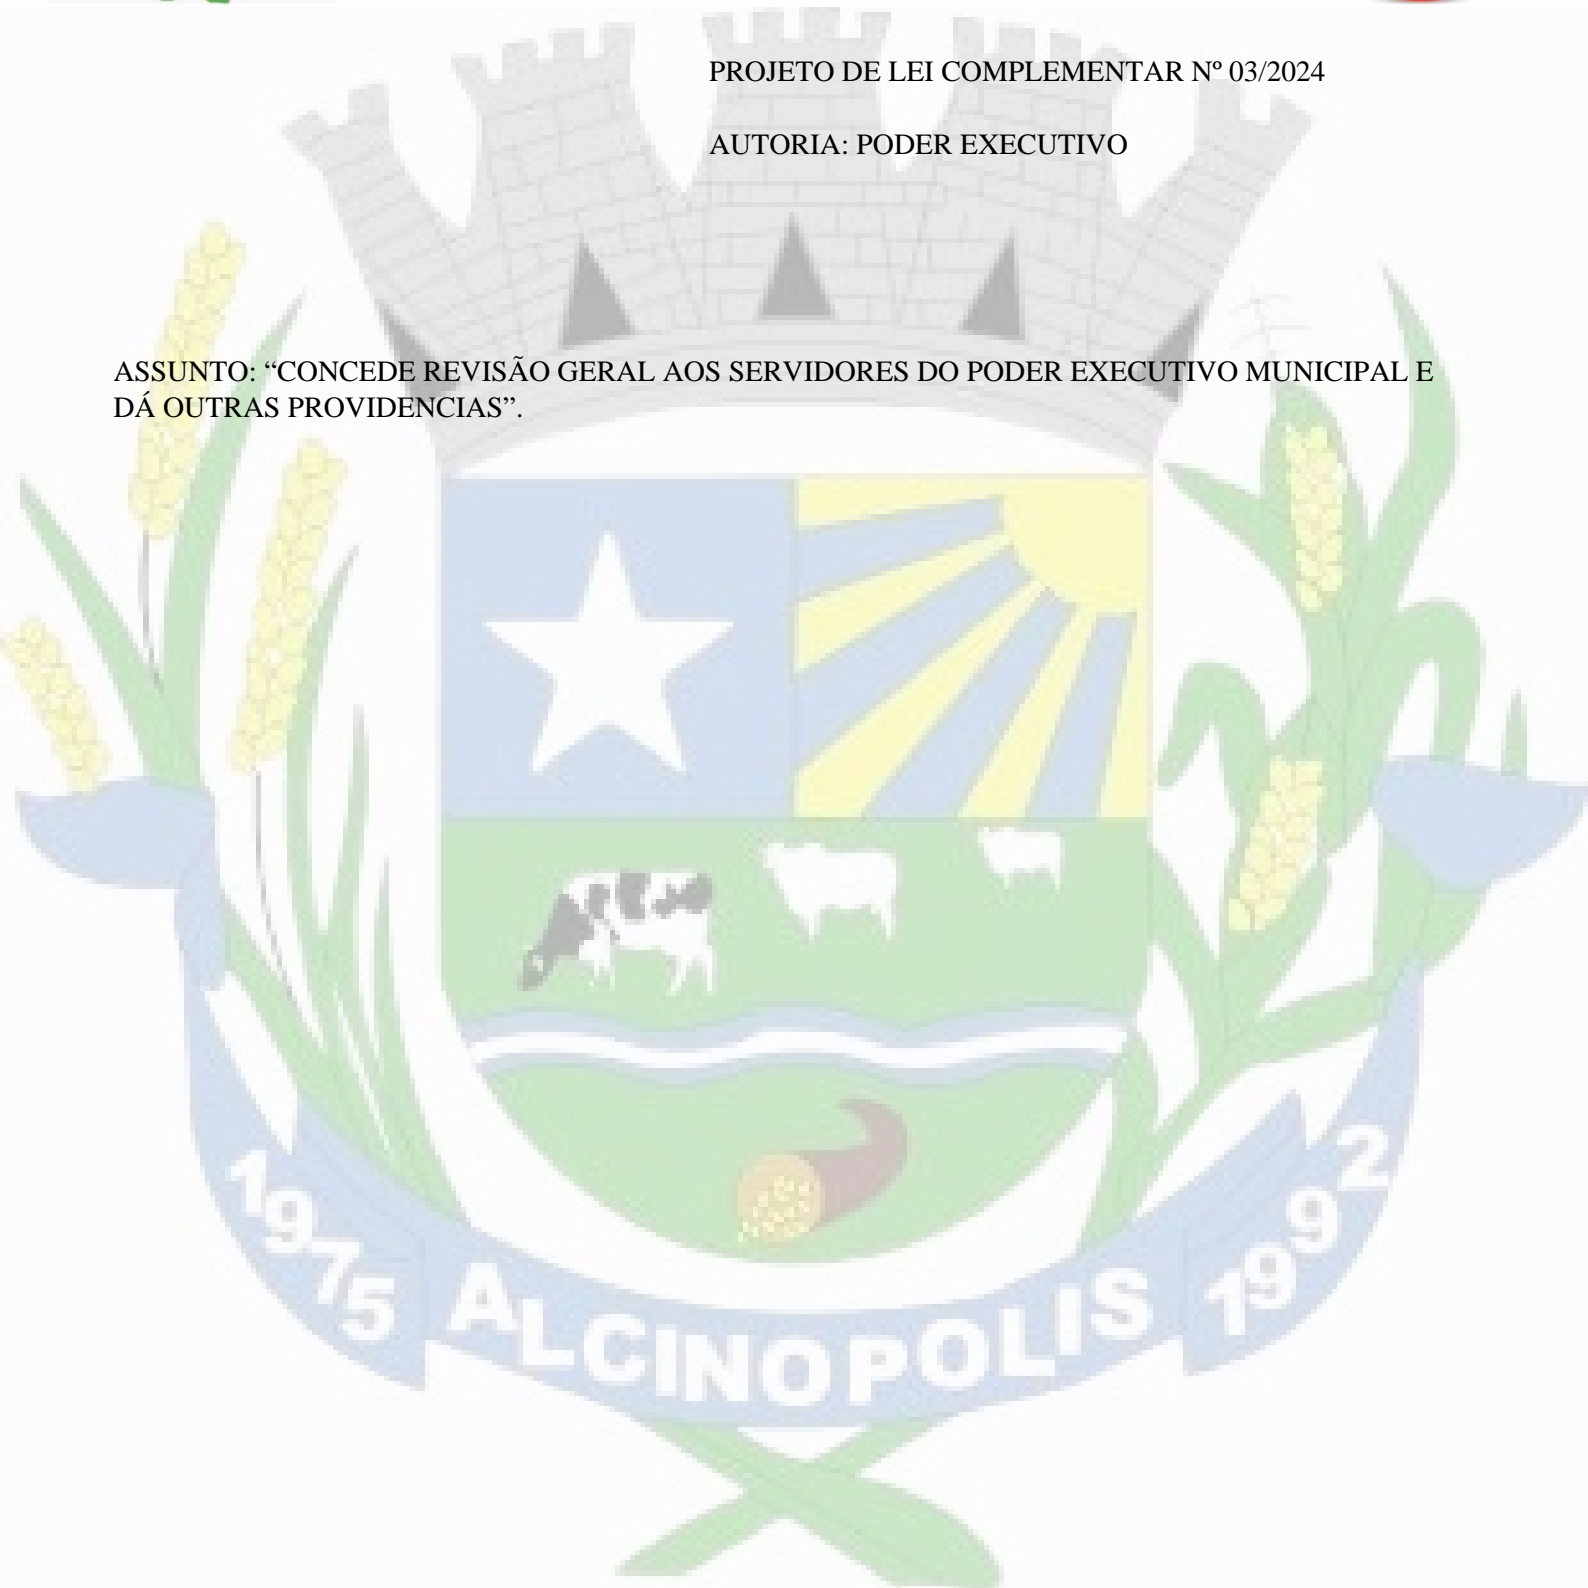 PROJETO DE LEI COMPLEMENTAR Nº 03/2024
AUTORIA: PODER EXECUTIVO
ASSUNTO: “CONCEDE REVISÃO GERAL AOS SERVIDORES DO PODER EXECUTIVO MUNICIPAL E
DÁ OUTRAS PROVIDENCIAS”.
1975 ALCINOPOLIS 1992